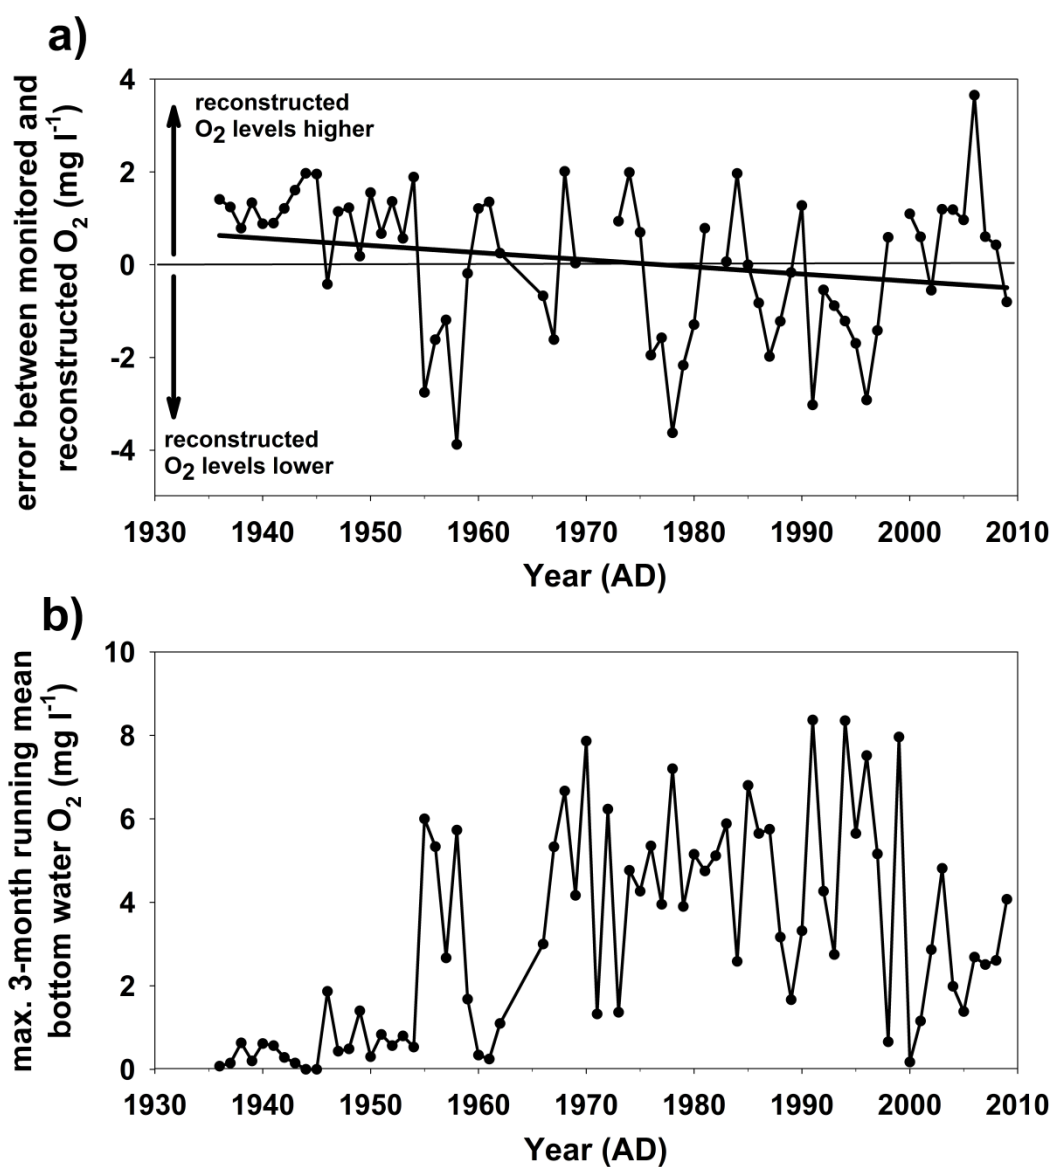 a)
error between monitored and
reconstructed O2 (mg l-1)
4
2
0
-2
-4
reconstructed
O2 levels higher
reconstructed
O2 levels lower
1930 1940 1950 1960 1970 1980 1990 2000 2010
Year (AD)
b)
max. 3-month running mean
bottom water O2 (mg l-1)
10
8
6
4
2
0
1930 1940 1950 1960 1970 1980 1990 2000 2010
Year (AD)